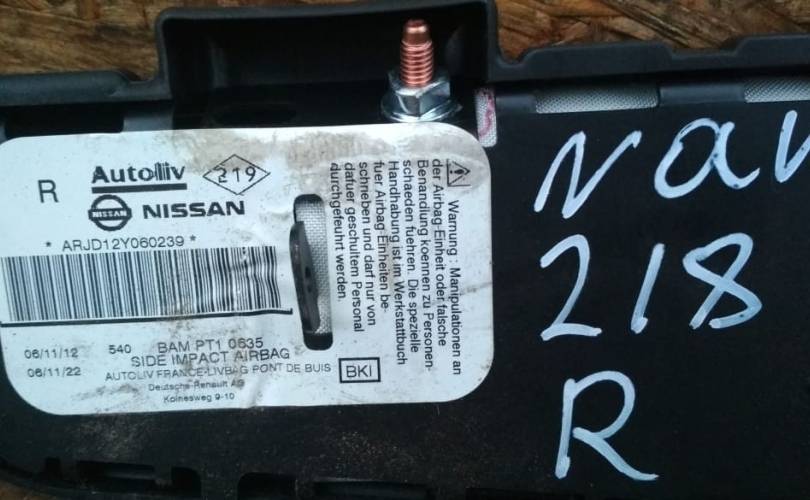 R
Autoliv
219
NISSAN
* ARJD12Y060239 *
06/11/12 540 BAM PT1 0635
SIDE IMPACT AIRBAG
06/11/22
AUTOLIV FRANCE-LIVBAG PONT DE BUIS
Deutsche Renault AG
Kolnesweg 9-10
BKI
Warnung : Manipulationen an
der Airbag-Einheit oder falsche
Benandlung koennen zu Personen-
schaeden fuehren. Die spezielle
Handhabung ist im Werkstattbuch
fuer Airbag-Einheiten be-
schrieben und darf nur von
dafuer geschultem Personal
durchgefeuhrt werden.
NAV
218
R